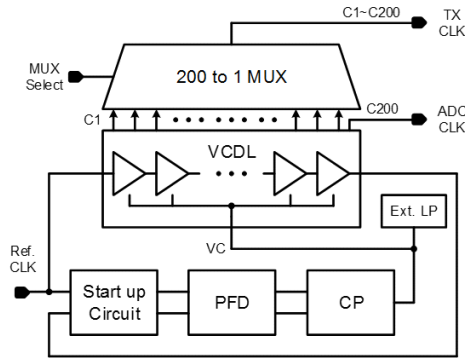 C1~C200
TX
CLK
MUX
Select
200 to 1 MUX
C1
C200
ADC
CLK
VCDL
Ext. LP
VC
Ref.
CLK
Start up
Circuit
PFD
CP